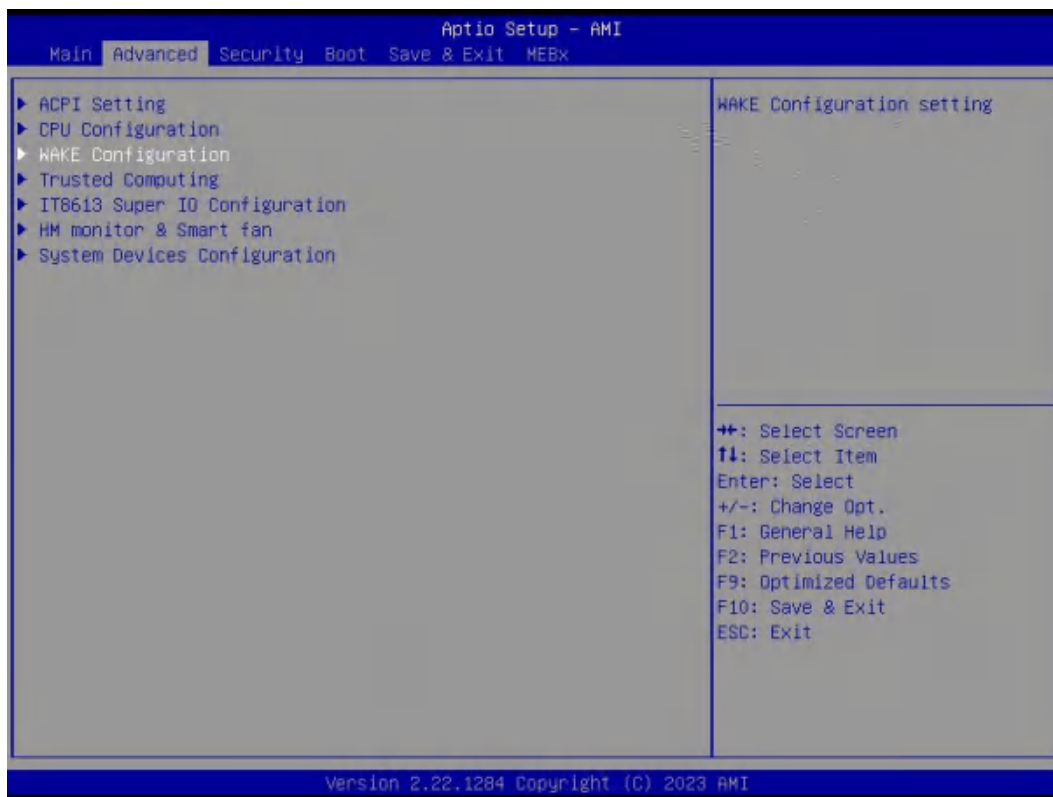 Aptio Setup - AMI
Main Advanced Security Boot Save & Exit MEBx
ACPI Setting
CPU Configuration
WAKE Configuration
Trusted Computing
IT8613 Super IO Configuration
HM monitor & Smart fan
System Devices Configuration
WAKE Configuration setting
→←: Select Screen
↑↓: Select Item
Enter: Select
+/-: Change Opt.
F1: General Help
F2: Previous Values
F9: Optimized Defaults
F10: Save & Exit
ESC: Exit
Version 2.22.1284 Copyright (C) 2023 AMI